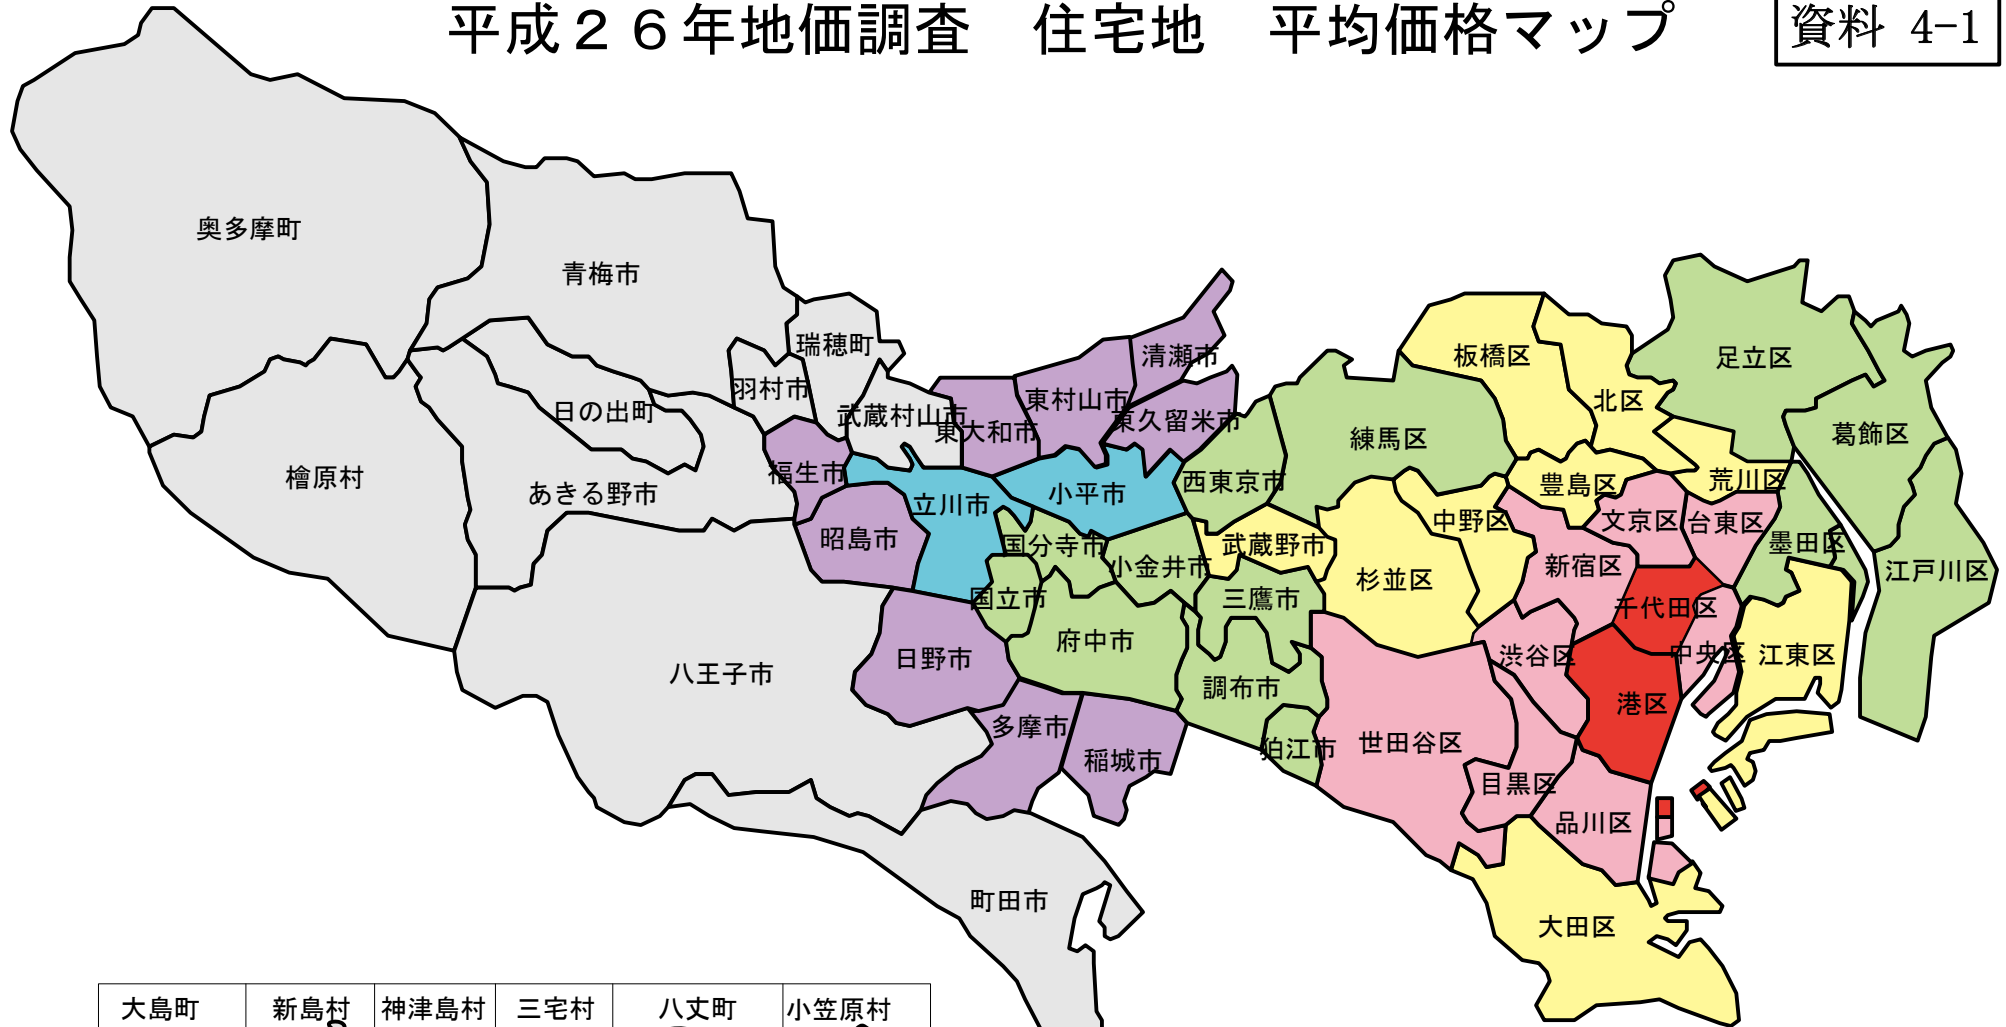 平成２６年地価調査　住宅地　平均価格マップ
資料 4-1
奥多摩町
青梅市
瑞穂町
清瀬市
板橋区
足立区
羽村市
日の出町
武蔵村山市
東大和市
東村山市
東久留米市
北区
練馬区
葛飾区
檜原村
あきる野市
福生市
立川市
小平市
西東京市
豊島区
荒川区
昭島市
国分寺市
小金井市
武蔵野市
中野区
文京区
台東区
墨田区
杉並区
新宿区
江戸川区
国立市
三鷹市
千代田区
府中市
日野市
八王子市
渋谷区
中央区
江東区
調布市
港区
多摩市
稲城市
狛江市
世田谷区
目黒区
品川区
町田市
大田区
大島町
新島村
神津島村
三宅村
八丈町
小笠原村